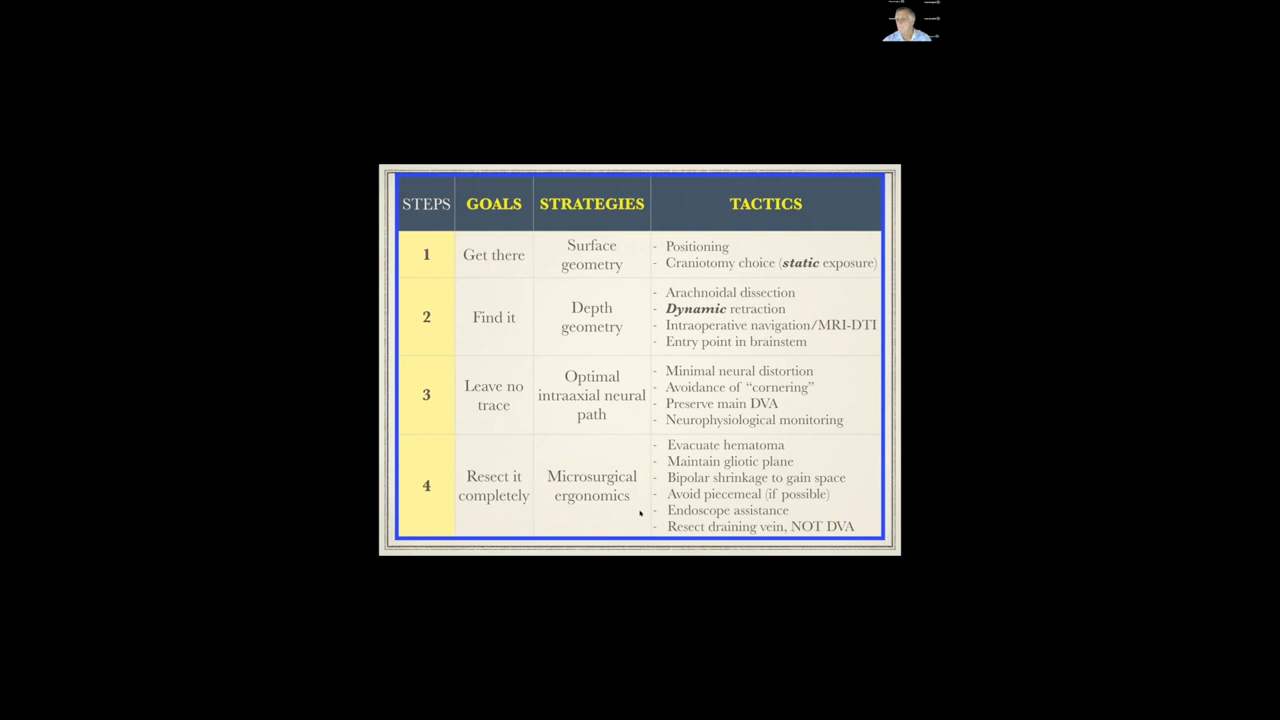 STEPS GOALS STRATEGIES TACTICS
1
Get there
Surface
geometry
- Positioning
- Craniotomy choice (static exposure)
2
Find it
Depth
geometry
- Arachnoidal dissection
- Dynamic retraction
- Intraoperative navigation/MRI-DTI
- Entry point in brainstem
3
Leave no
trace
Optimal
intraaxial neural
path
- Minimal neural distortion
- Avoidance of “cornering”
- Preserve main DVA
- Neurophysiological monitoring
4
Resect it
completely
Microsurgical
ergonomics
- Evacuate hematoma
- Maintain gliotic plane
- Bipolar shrinkage to gain space
- Avoid piecemeal (if possible)
- Endoscope assistance
- Resect draining vein, NOT DVA